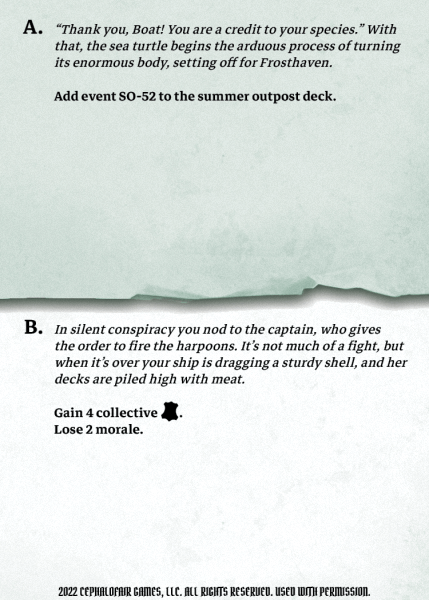 A. “Thank you, Boat! You are a credit to your species.” With
that, the sea turtle begins the arduous process of turning
its enormous body, setting off for Frosthaven.
Add event SO-52 to the summer outpost deck.
B. In silent conspiracy you nod to the captain, who gives
the order to fire the harpoons. It’s not much of a fight, but
when it’s over your ship is dragging a sturdy shell, and her
decks are piled high with meat.
Gain 4 collective .
Lose 2 morale.
2022 CEPHALOFAIR GAMES, LLC. ALL RIGHTS RESERVED. USED WITH PERMISSION.